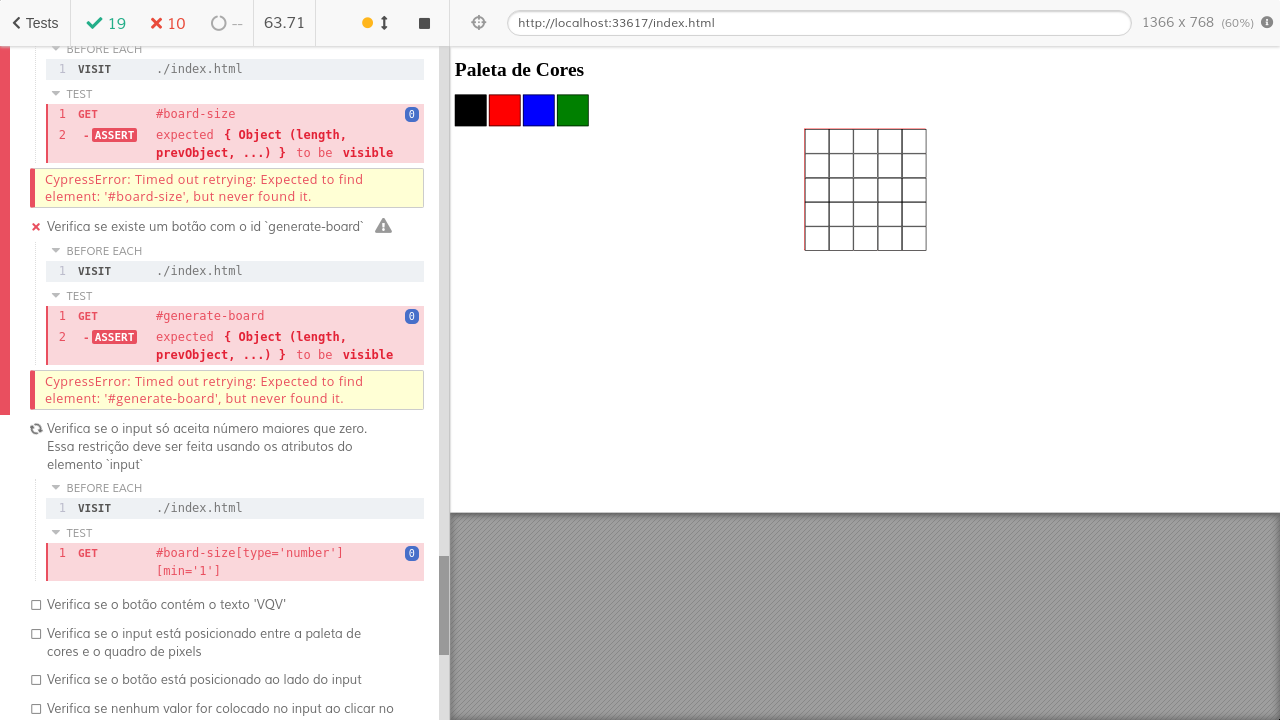 Tests 19 10 -- 63.71
http://localhost:33617/index.html 1366 x 768 (60%)
BEFORE EACH
1 VISIT ./index.html
TEST
1 GET #board-size 0
2 -ASSERT expected { Object (length,
prevObject, ...) } to be visible
CypressError: Timed out retrying: Expected to find
element: '#board-size', but never found it.
Verifica se existe um botão com o id `generate-board`
BEFORE EACH
1 VISIT ./index.html
TEST
1 GET #generate-board 0
2 -ASSERT expected { Object (length,
prevObject, ...) } to be visible
CypressError: Timed out retrying: Expected to find
element: '#generate-board', but never found it.
Verifica se o input só aceita número maiores que zero.
Essa restrição deve ser feita usando os atributos do
elemento `input`
BEFORE EACH
1 VISIT ./index.html
TEST
1 GET #board-size[type='number'] 0
[min='1']
Verifica se o botão contém o texto 'VQV'
Verifica se o input está posicionado entre a paleta de
cores e o quadro de pixels
Verifica se o botão está posicionado ao lado do input
Verifica se nenhum valor for colocado no input ao clicar no
Paleta de Cores